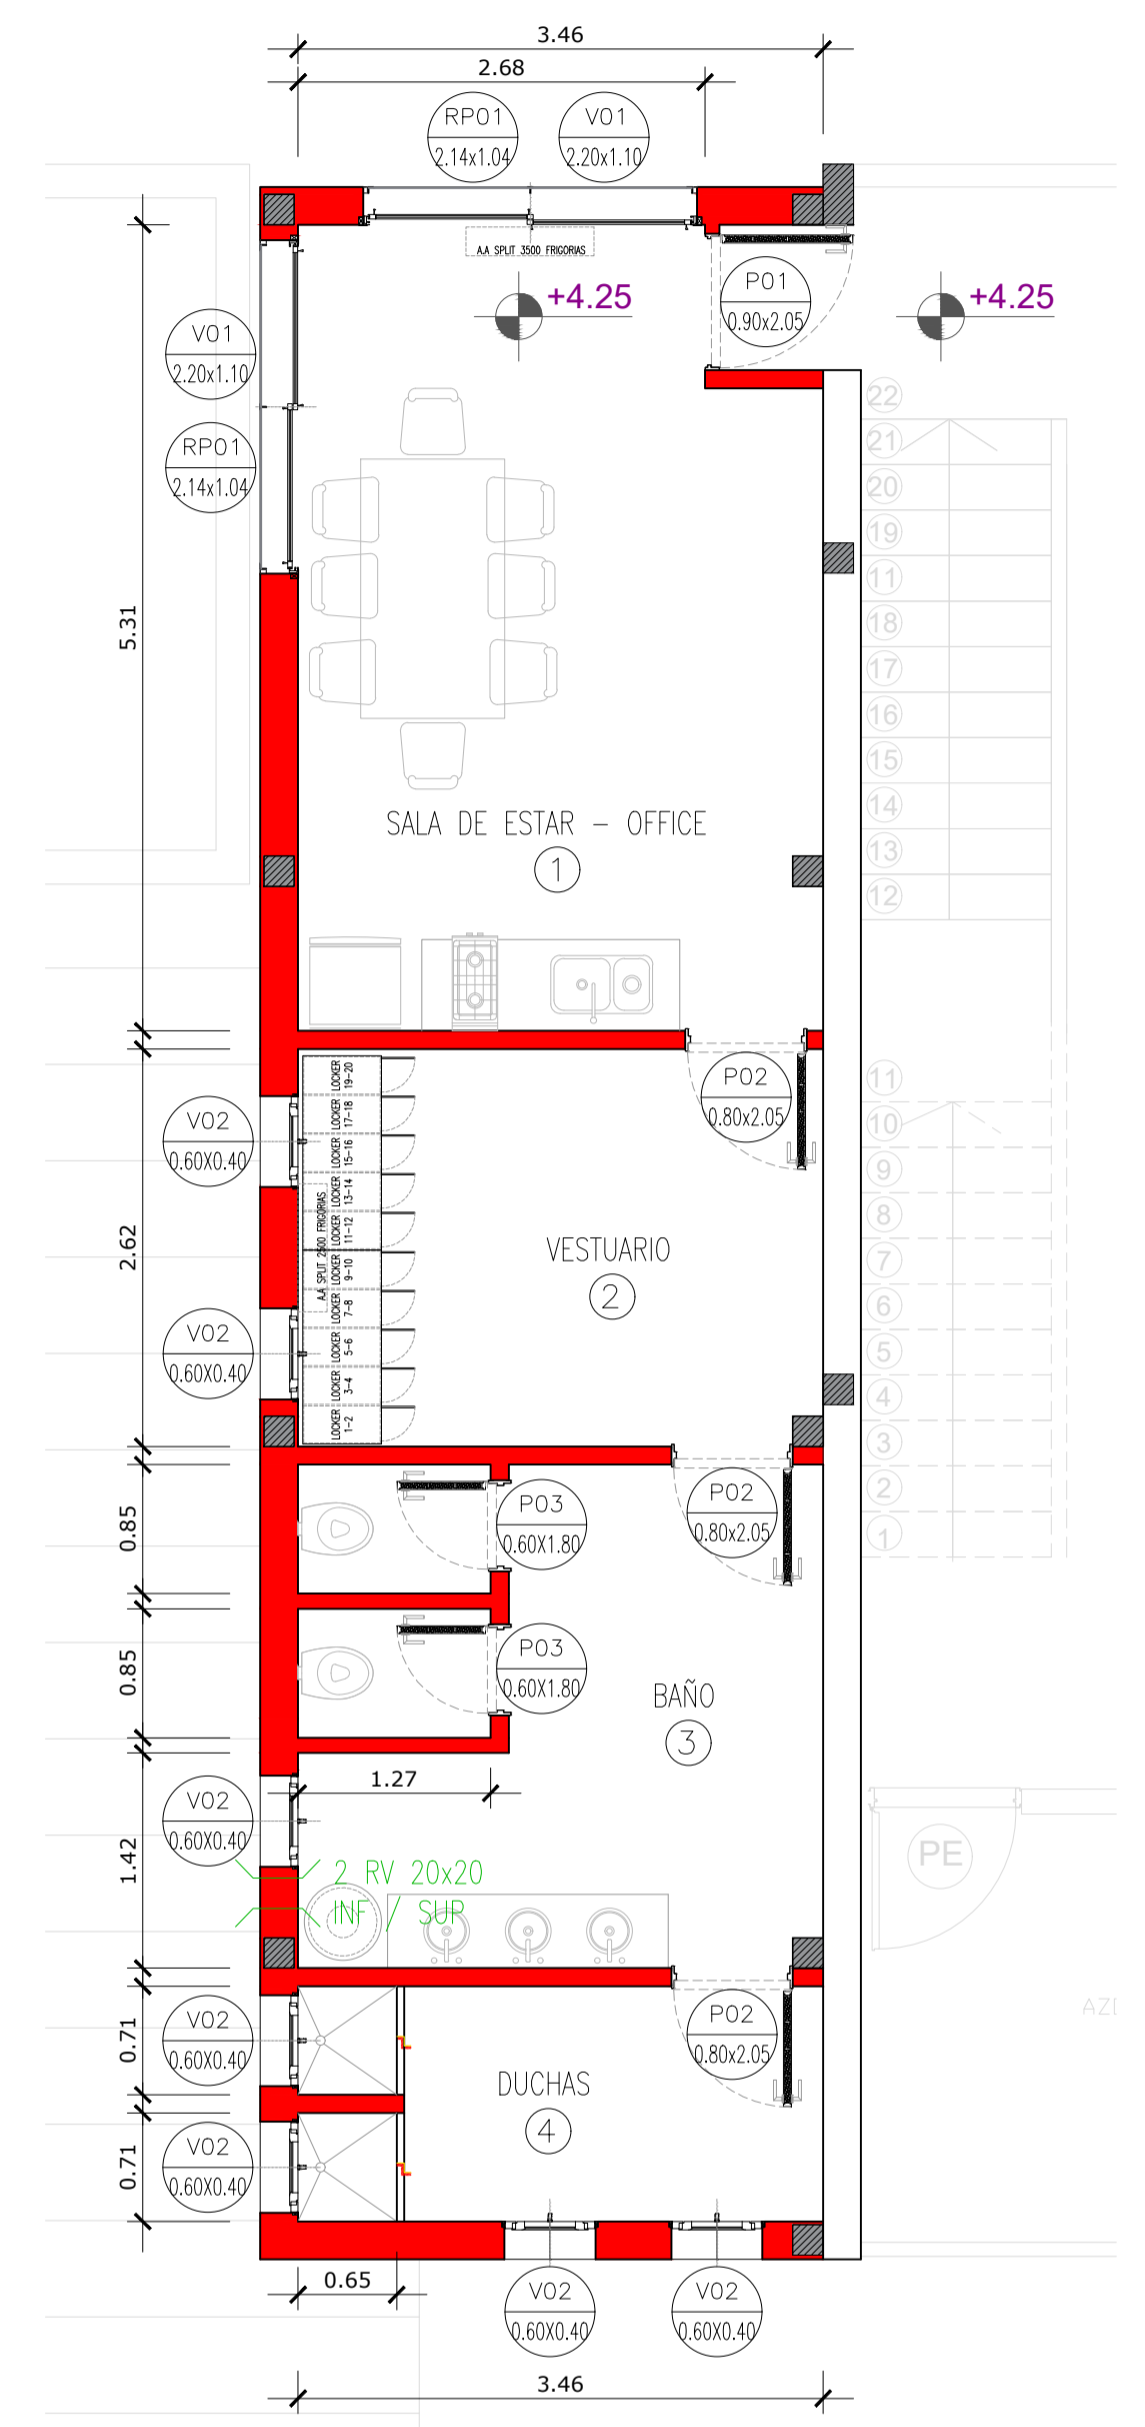 3.46
2.68
RP01
2.14x1.04
V01
2.20x1.10
A.A SPLIT 3500 FRIGORIAS
+4.25
+4.25
P01
0.90x2.05
V01
2.20x1.10
RP01
2.14x1.04
22
21
20
19
11
18
17
16
15
14
13
12
5.31
SALA DE ESTAR - OFFICE
1
P02
0.80x2.05
LOCKER 19-20
LOCKER 17-18
LOCKER 15-16
LOCKER 13-14
LOCKER 11-12
LOCKER 9-10
LOCKER 7-8
LOCKER 5-6
LOCKER 3-4
LOCKER 1-2
A.A SPLIT 2500 FRIGORIAS
V02
0.60X0.40
2.62
VESTUARIO
2
V02
0.60X0.40
11
10
9
8
7
6
5
4
3
2
1
0.85
P03
0.60X1.80
P02
0.80x2.05
0.85
P03
0.60X1.80
BAÑO
3
1.27
V02
0.60X0.40
1.42
2 RV 20x20
INF / SUP
PE
0.71
V02
0.60X0.40
P02
0.80x2.05
DUCHAS
4
0.71
V02
0.60X0.40
0.65
V02
0.60X0.40
V02
0.60X0.40
3.46